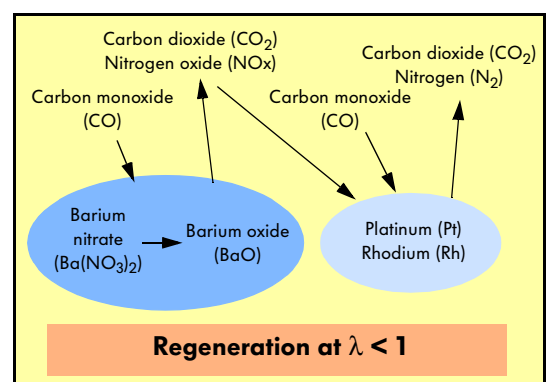 Carbon dioxide (CO₂)
Nitrogen oxide (NOx)
Carbon dioxide (CO₂)
Nitrogen (N₂)
Carbon monoxide
(CO)
Carbon monoxide
(CO)
Barium
nitrate
(Ba(NO₃)₂)
Barium oxide
(BaO)
Platinum (Pt)
Rhodium (Rh)
Regeneration at λ < 1